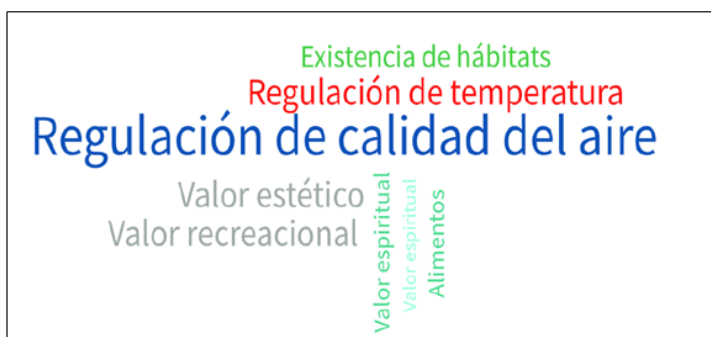 Existencia de hábitats
Regulación de temperatura
Regulación de calidad del aire
Valor estético
Valor recreacional
Valor espiritual
Valor espiritual
Alimentos